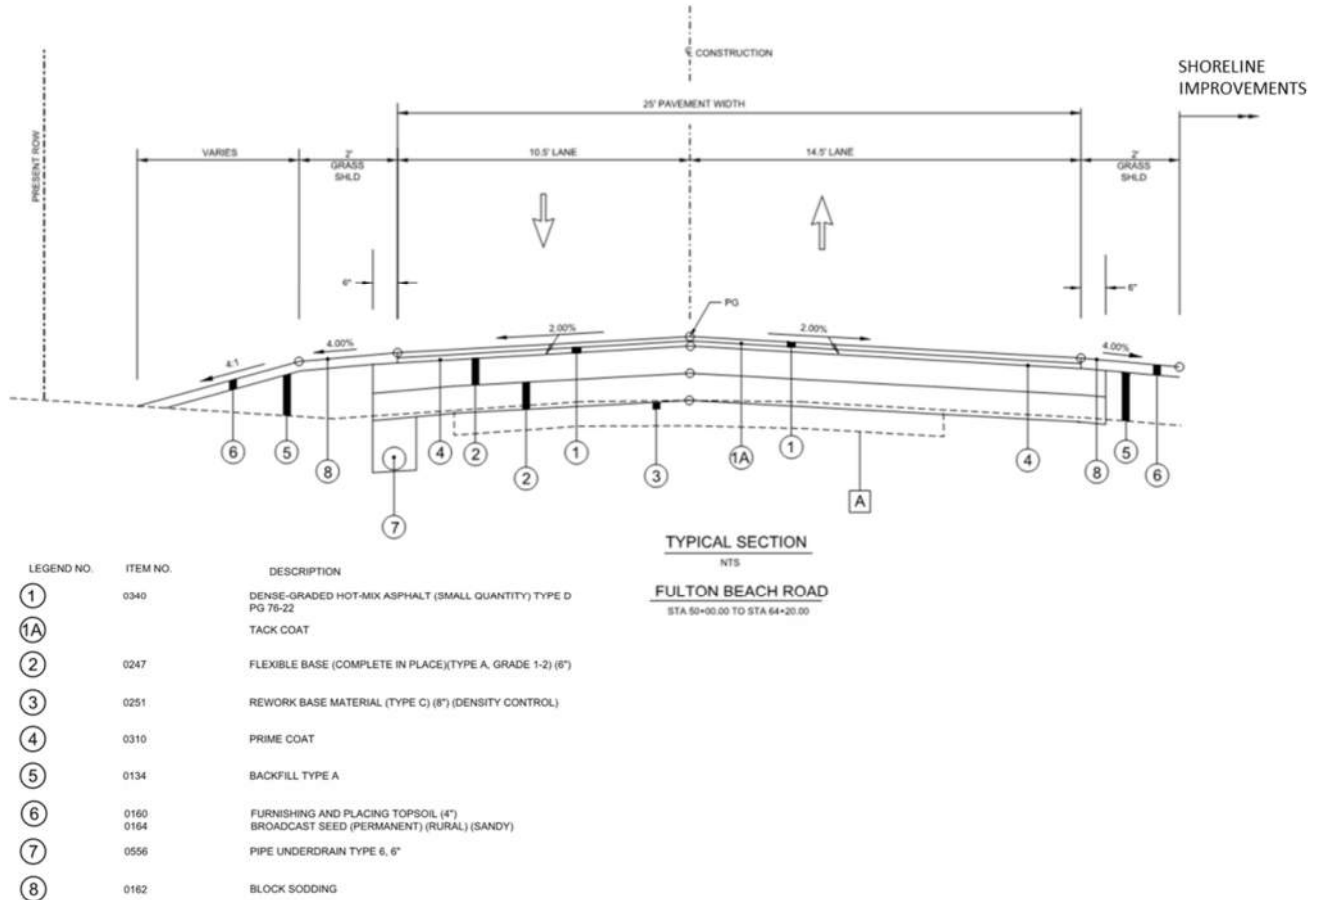 ℄ CONSTRUCTION
SHORELINE
IMPROVEMENTS
25' PAVEMENT WIDTH
PRESENT ROW
VARIES
2'
GRASS
SHLD
10.5' LANE
14.5' LANE
2'
GRASS
SHLD
6"
6"
PG
4:1
4.00%
2.00%
2.00%
4.00%
6
5
8
7
4
2
2
1
3
1A
1
A
4
8
5
6
TYPICAL SECTION
NTS
FULTON BEACH ROAD
STA 50+00.00 TO STA 64+20.00
LEGEND NO. ITEM NO. DESCRIPTION
1 0340 DENSE-GRADED HOT-MIX ASPHALT (SMALL QUANTITY) TYPE D
PG 76-22
1A TACK COAT
2 0247 FLEXIBLE BASE (COMPLETE IN PLACE)(TYPE A, GRADE 1-2) (6")
3 0251 REWORK BASE MATERIAL (TYPE C) (8") (DENSITY CONTROL)
4 0310 PRIME COAT
5 0134 BACKFILL TYPE A
6 0160 FURNISHING AND PLACING TOPSOIL (4")
0164 BROADCAST SEED (PERMANENT) (RURAL) (SANDY)
7 0556 PIPE UNDERDRAIN TYPE 6, 6"
8 0162 BLOCK SODDING